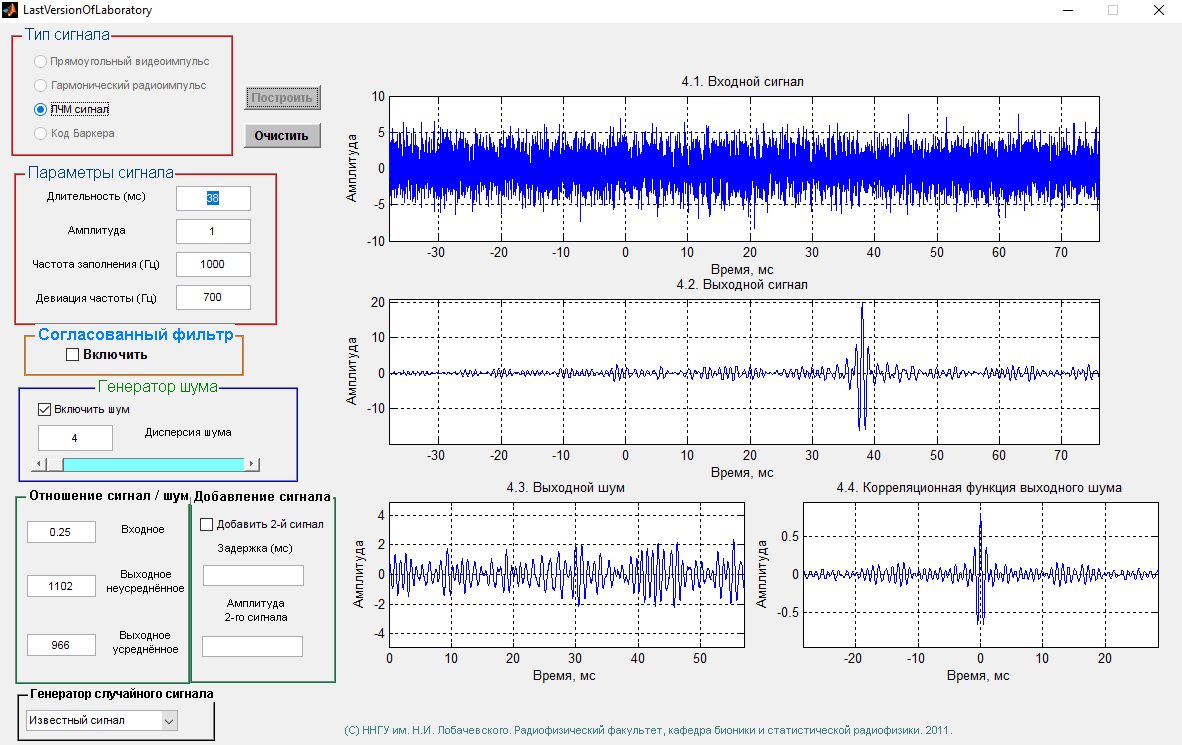 LastVersionOfLaboratory
Тип сигнала
Прямоугольный видеоимпульс
Гармонический радиоимпульс
ЛЧМ сигнал
Код Баркера
Построить
Очистить
Параметры сигнала
Длительность (мс)
38
Амплитуда
1
Частота заполнения (Гц)
1000
Девиация частоты (Гц)
700
Согласованный фильтр
Включить
Генератор шума
Включить шум
4
Дисперсия шума
Отношение сигнал / шум
0.25
Входное
1102
Выходное
неусреднённое
966
Выходное
усреднённое
Добавление сигнала
Добавить 2-й сигнал
Задержка (мс)
Амплитуда
2-го сигнала
Генератор случайного сигнала
Известный сигнал
4.1. Входной сигнал
Амплитуда
10
5
0
-5
-10
-30 -20 -10 0 10 20 30 40 50 60 70
Время, мс
4.2. Выходной сигнал
Амплитуда
20
10
0
-10
-30 -20 -10 0 10 20 30 40 50 60 70
Время, мс
4.3. Выходной шум
Амплитуда
4
2
0
-2
-4
0 10 20 30 40 50
Время, мс
4.4. Корреляционная функция выходного шума
Амплитуда
0.5
0
-0.5
-20 -10 0 10 20
Время, мс
(С) ННГУ им. Н.И. Лобачевского. Радиофизический факультет, кафедра бионики и статистической радиофизики. 2011.